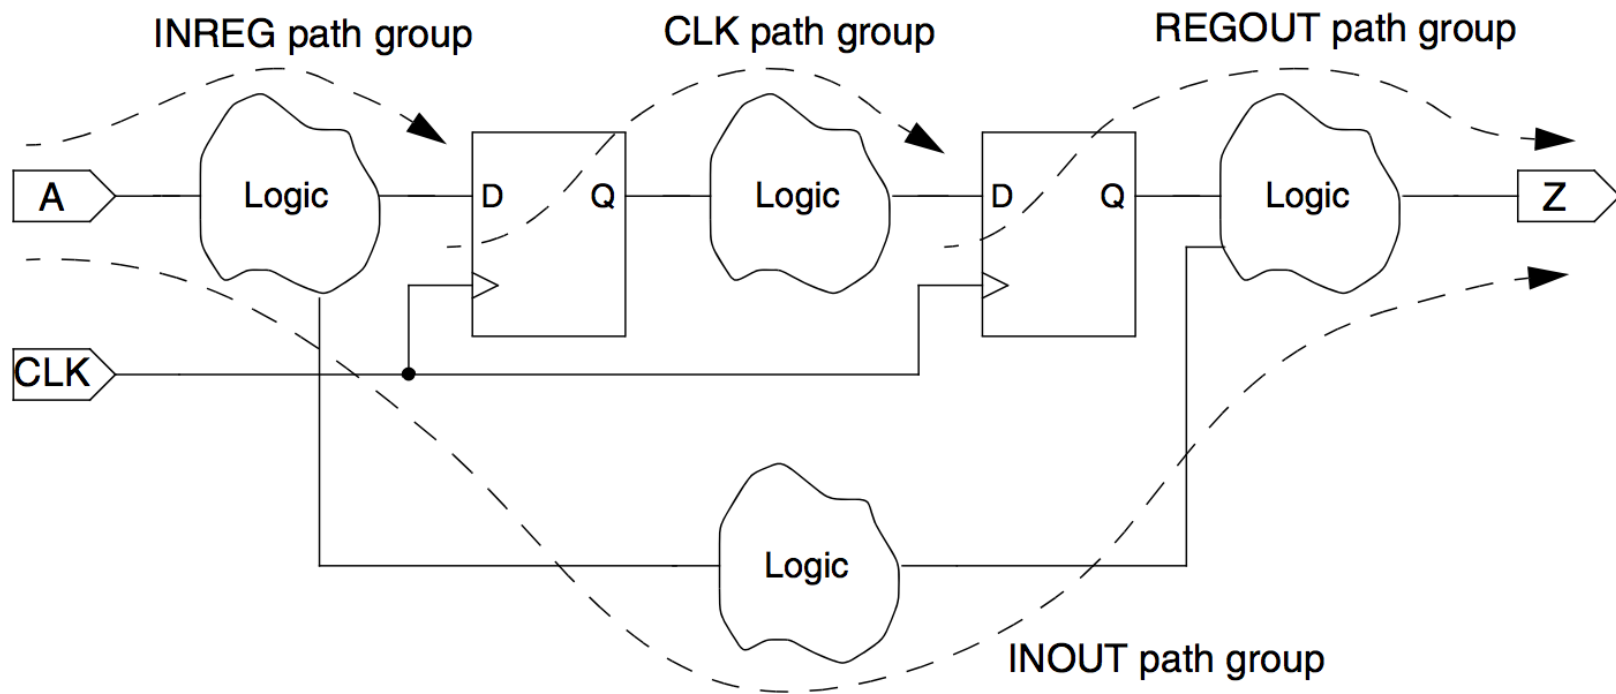 INREG path group
CLK path group
REGOUT path group
A
Logic
D
Q
Logic
D
Q
Logic
Z
CLK
Logic
INOUT path group